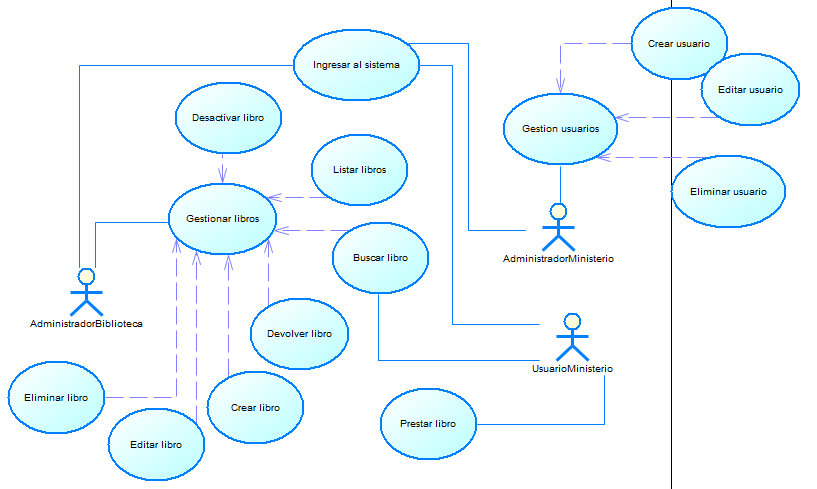 Crear usuario
Ingresar al sistema
Editar usuario
Desactivar libro
Gestion usuarios
Listar libros
Eliminar usuario
Gestionar libros
Buscar libro
AdministradorMinisterio
AdministradorBiblioteca
Devolver libro
UsuarioMinisterio
Eliminar libro
Crear libro
Prestar libro
Editar libro